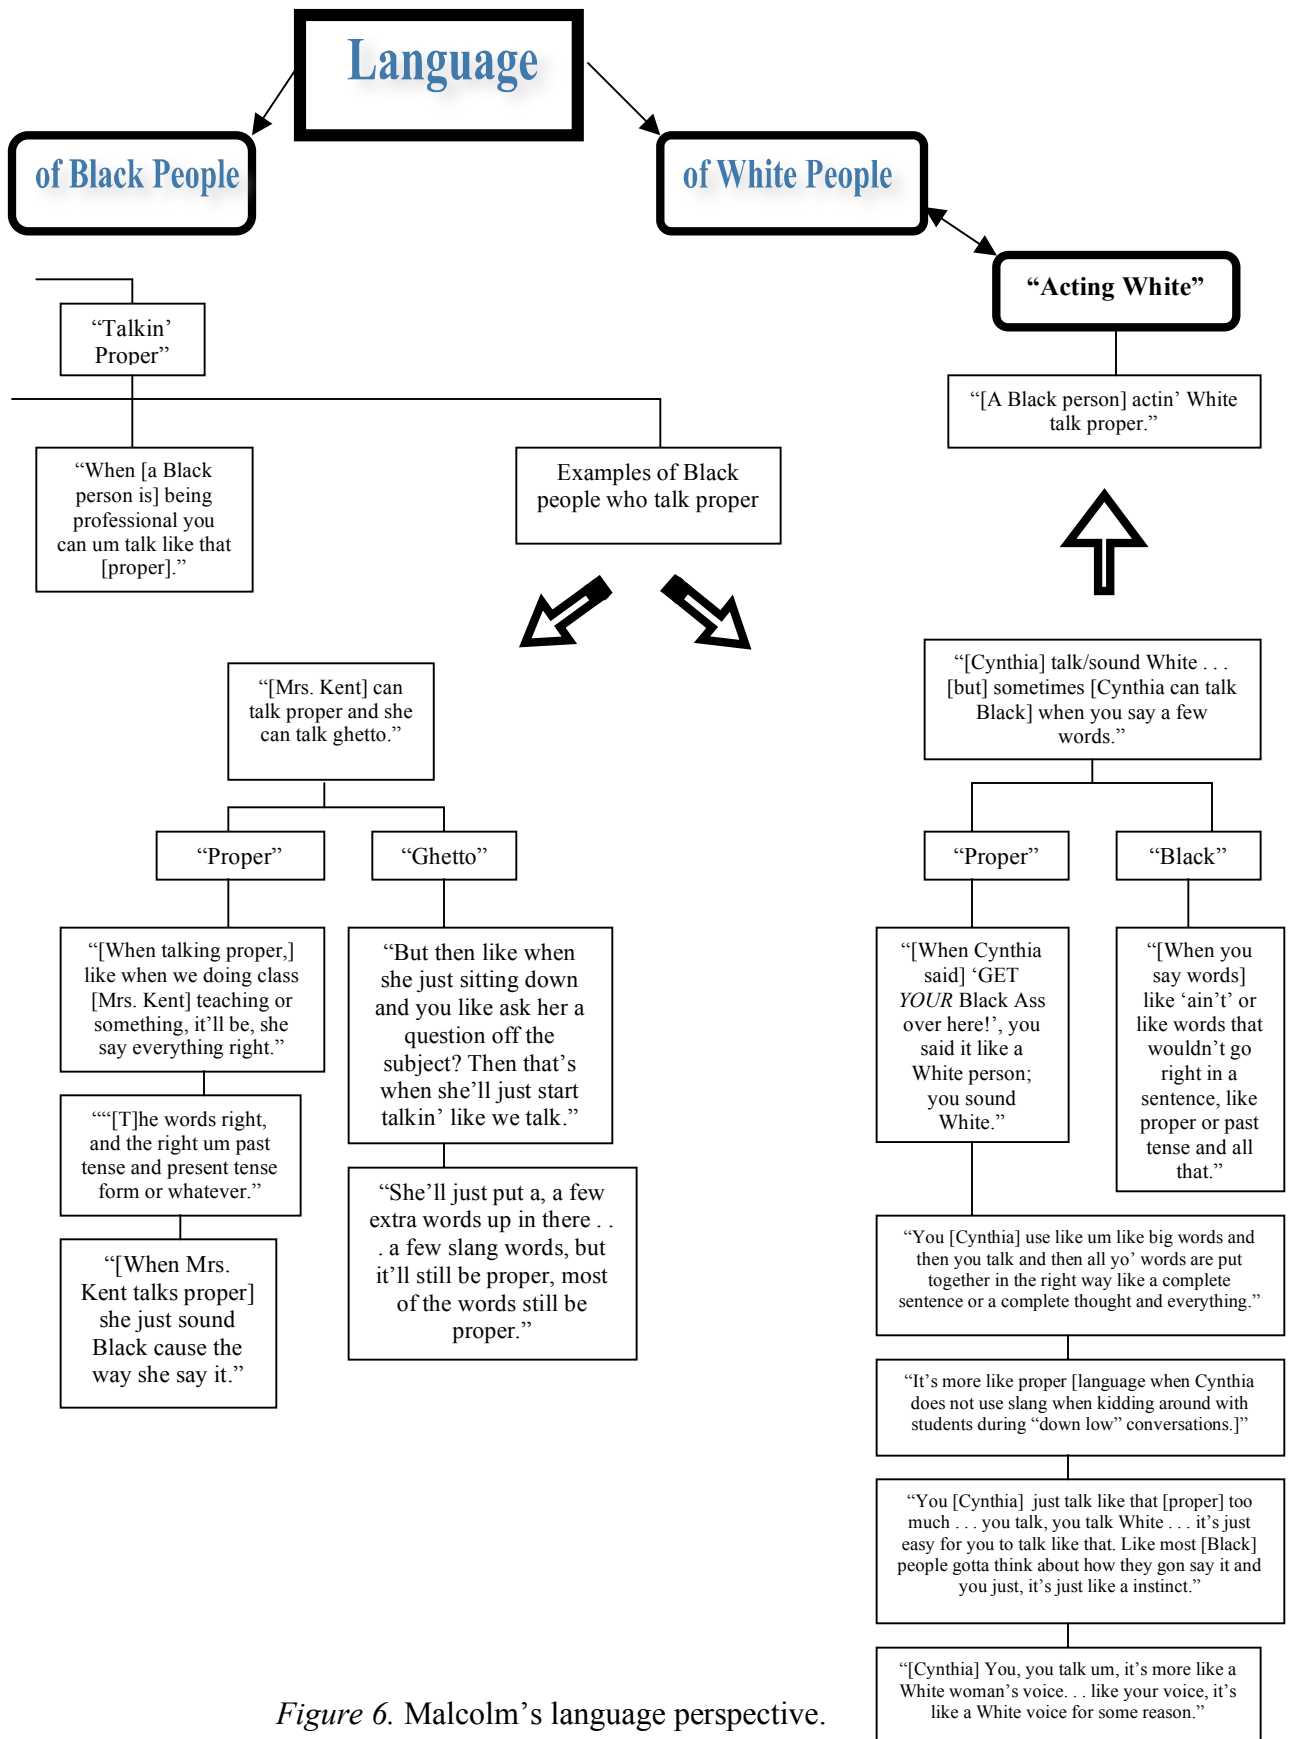 Language
of Black People
of White People
“Acting White”
“Talkin’
Proper”
“[A Black person] actin’ White
talk proper.”
“When [a Black
person is] being
professional you
can um talk like that
[proper].”
Examples of Black
people who talk proper
“[Mrs. Kent] can
talk proper and she
can talk ghetto.”
“[Cynthia] talk/sound White . . .
[but] sometimes [Cynthia can talk
Black] when you say a few
words.”
“Proper”
“Ghetto”
“Proper”
“Black”
“[When talking proper,]
like when we doing class
[Mrs. Kent] teaching or
something, it’ll be, she
say everything right.”
““[T]he words right,
and the right um past
tense and present tense
form or whatever.”
“[When Mrs.
Kent talks proper]
she just sound
Black cause the
way she say it.”
“But then like when
she just sitting down
and you like ask her a
question off the
subject? Then that’s
when she’ll just start
talkin’ like we talk.”
“She’ll just put a, a few
extra words up in there . .
. a few slang words, but
it’ll still be proper, most
of the words still be
proper.”
“[When Cynthia
said] ‘GET
YOUR Black Ass
over here!’, you
said it like a
White person;
you sound
White.”
“[When you
say words]
like ‘ain’t’ or
like words that
wouldn’t go
right in a
sentence, like
proper or past
tense and all
that.”
“You [Cynthia] use like um like big words and
then you talk and then all yo’ words are put
together in the right way like a complete
sentence or a complete thought and everything.”
“It’s more like proper [language when Cynthia
does not use slang when kidding around with
students during “down low” conversations.]”
“You [Cynthia]  just talk like that [proper] too
much . . . you talk, you talk White . . . it’s just
easy for you to talk like that. Like most [Black]
people gotta think about how they gon say it and
you just, it’s just like a instinct.”
“[Cynthia] You, you talk um, it’s more like a
White woman’s voice. . . like your voice, it’s
like a White voice for some reason.”
Figure 6. Malcolm’s language perspective.